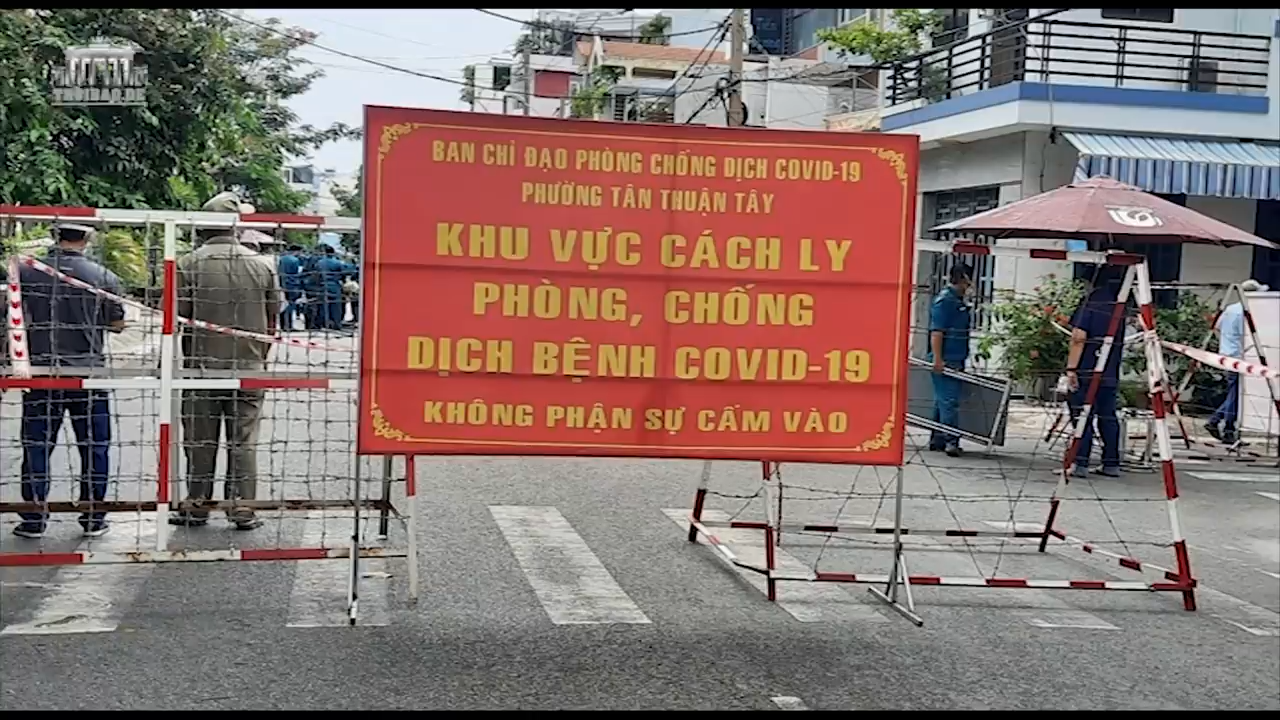 BAN CHỈ ĐẠO PHÒNG CHỐNG DỊCH COVID-19
PHƯỜNG TÂN THUẬN TÂY
KHU VỰC CÁCH LY
PHÒNG, CHỐNG
DỊCH BỆNH COVID-19
KHÔNG PHẬN SỰ CẤM VÀO